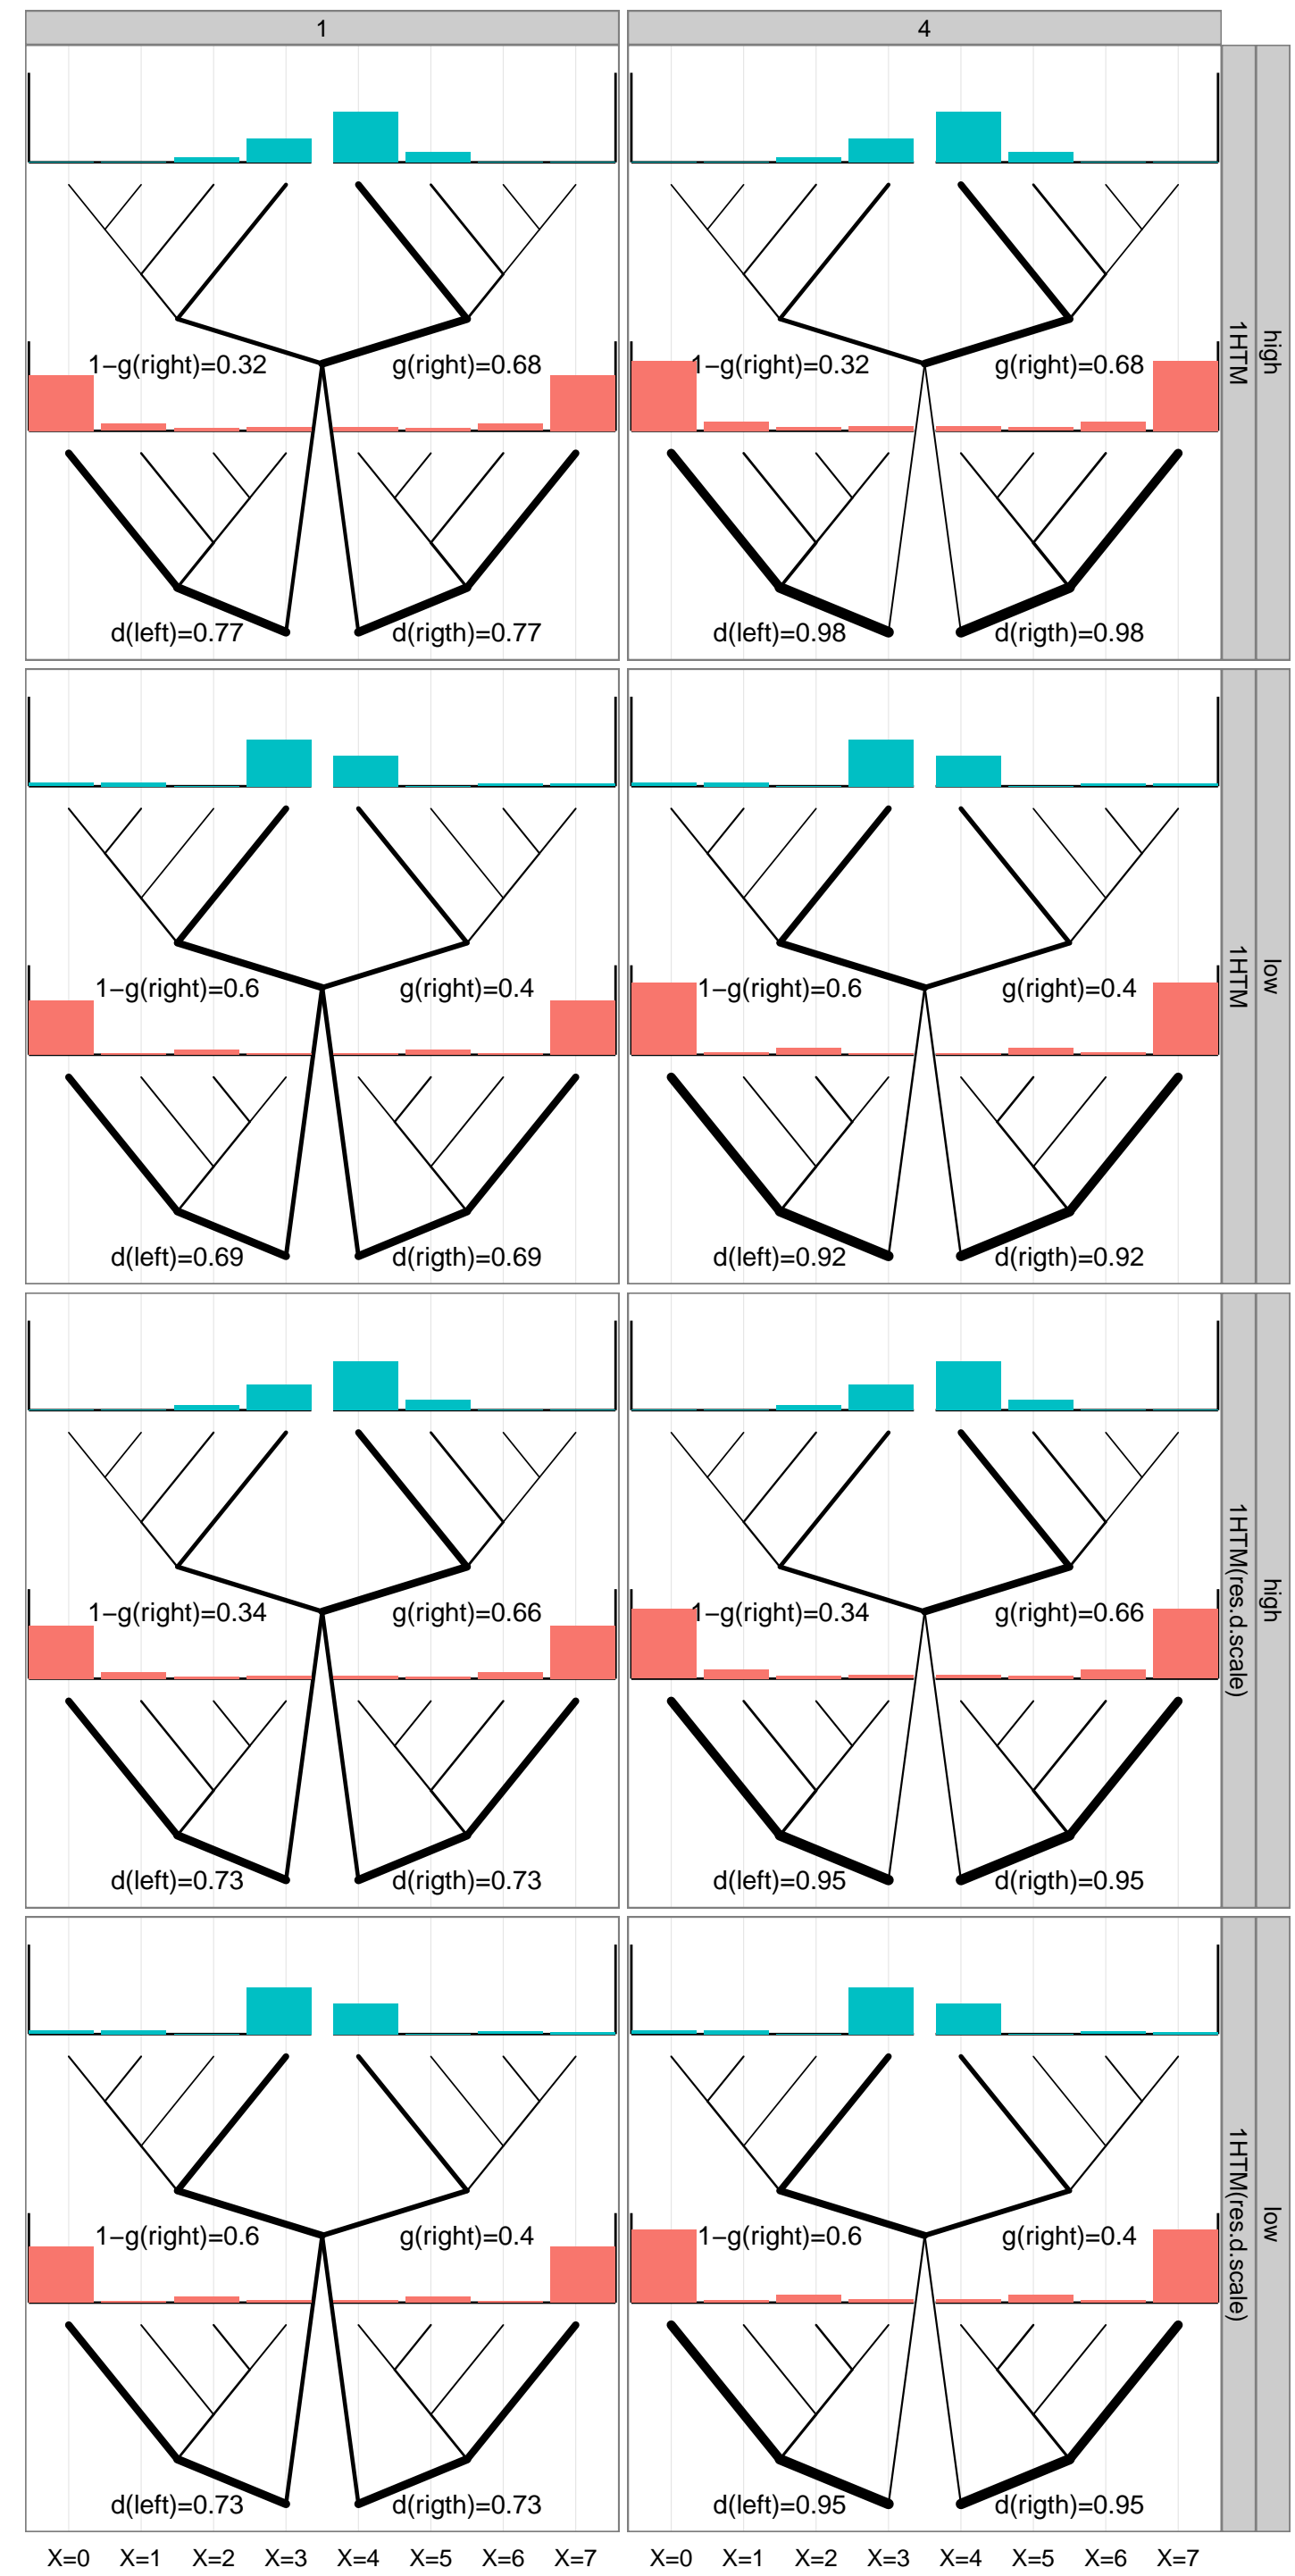 1 4
1−g(right)=0.32 g(right)=0.68 1−g(right)=0.32 g(right)=0.68
d(left)=0.77 d(rigth)=0.77 d(left)=0.98 d(rigth)=0.98
1HTM
high
1−g(right)=0.6 g(right)=0.4 1−g(right)=0.6 g(right)=0.4
d(left)=0.69 d(rigth)=0.69 d(left)=0.92 d(rigth)=0.92
1HTM
low
1−g(right)=0.34 g(right)=0.66 1−g(right)=0.34 g(right)=0.66
d(left)=0.73 d(rigth)=0.73 d(left)=0.95 d(rigth)=0.95
1HTM(res.d.scale)
high
1−g(right)=0.6 g(right)=0.4 1−g(right)=0.6 g(right)=0.4
d(left)=0.73 d(rigth)=0.73 d(left)=0.95 d(rigth)=0.95
1HTM(res.d.scale)
low
X=0 X=1 X=2 X=3 X=4 X=5 X=6 X=7 X=0 X=1 X=2 X=3 X=4 X=5 X=6 X=7